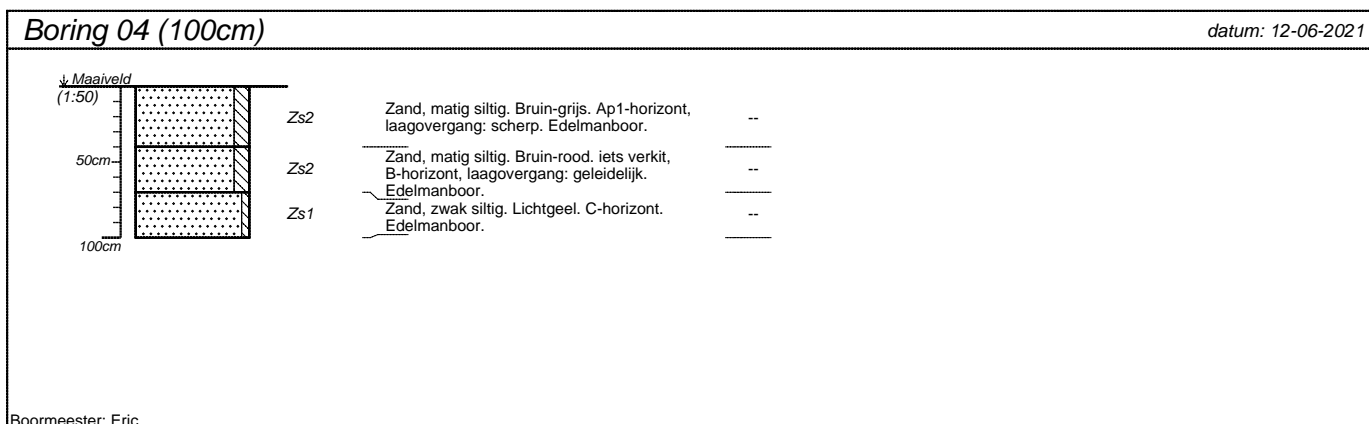 Boring 04 (100cm)
datum: 12-06-2021
Maaiveld
(1:50)
Zs2
Zand, matig siltig. Bruin-grijs. Ap1-horizont,
laagovergang: scherp. Edelmanboor.
--
50cm
Zs2
Zand, matig siltig. Bruin-rood. iets verkit,
B-horizont, laagovergang: geleidelijk.
Edelmanboor.
--
Zs1
Zand, zwak siltig. Lichtgeel. C-horizont.
Edelmanboor.
--
100cm
Boormeester: Eric